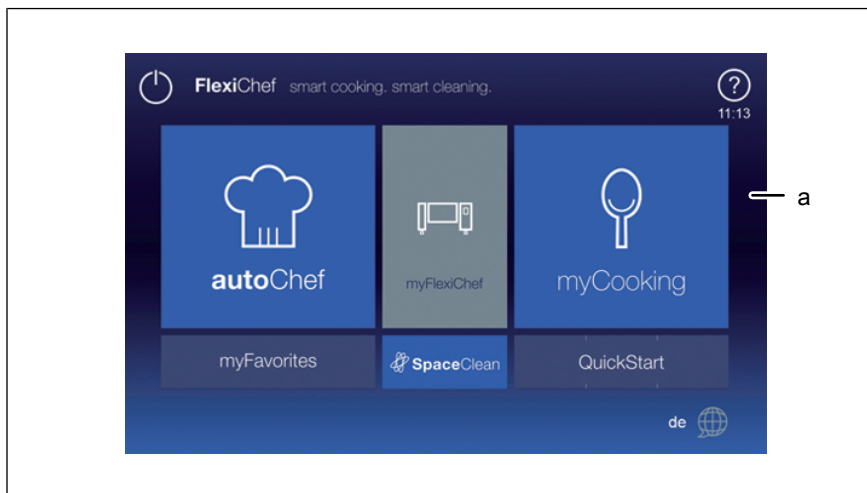 FlexiChef smart cooking. smart cleaning.
?
11:13
a
autoChef
myFlexiChef
myCooking
myFavorites
SpaceClean
QuickStart
de